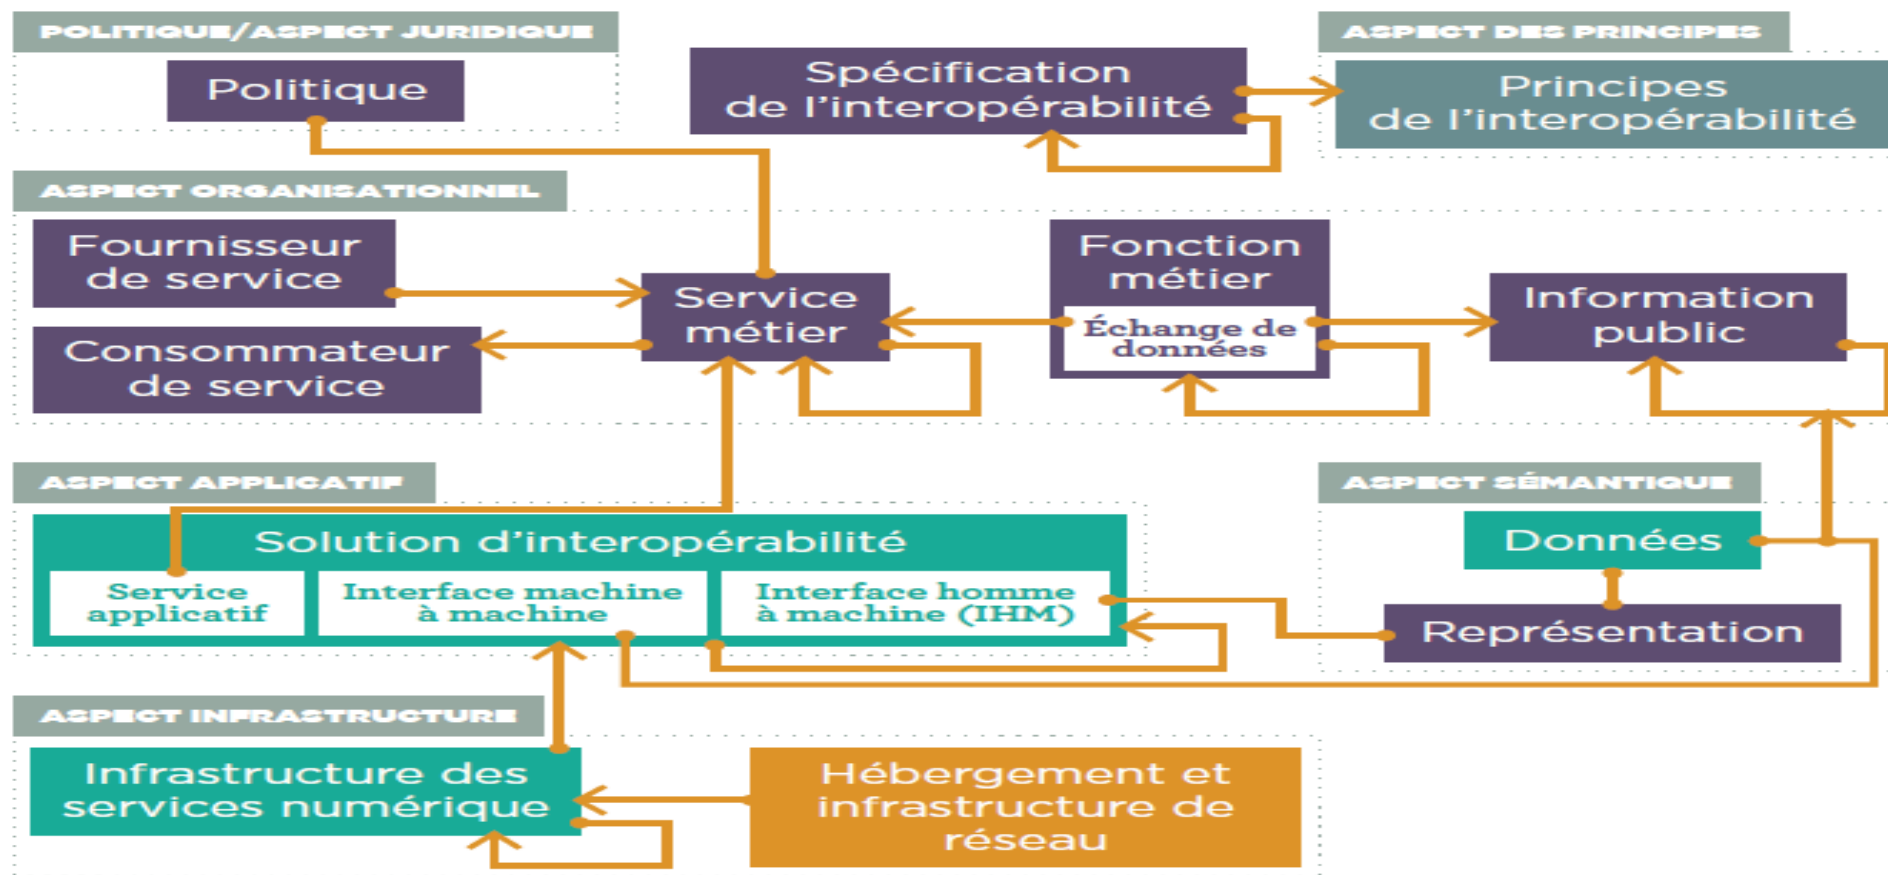 POLITIQUE/ASPECT JURIDIQUE
Politique
Spécification
de l'interopérabilité
ASPECT DES PRINCIPES
Principes
de l'interopérabilité
ASPECT ORGANISATIONNEL
Fournisseur
de service
Consommateur
de service
Service
métier
Fonction
métier
Échange de
données
Information
public
ASPECT APPLICATIF
Solution d'interopérabilité
Service
applicatif
Interface machine
à machine
Interface homme
à machine (IHM)
ASPECT SÉMANTIQUE
Données
Représentation
ASPECT INFRASTRUCTURE
Infrastructure des
services numérique
Hébergement et
infrastructure de
réseau